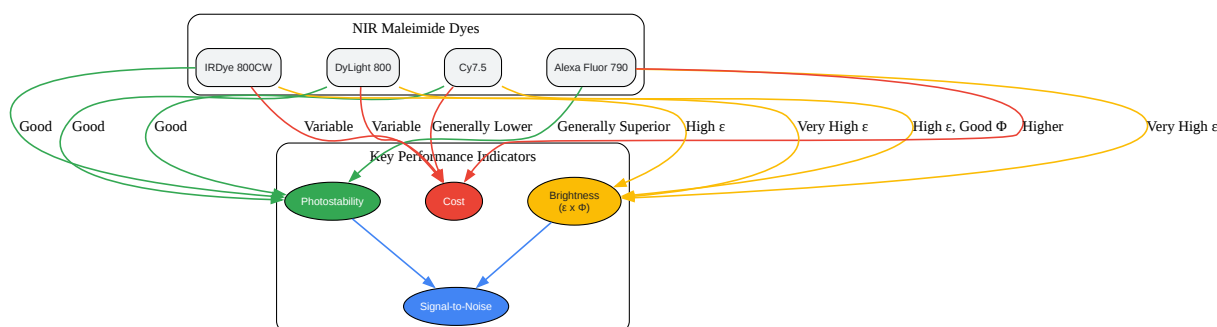 NIR Maleimide Dyes
IRDye 800CW
DyLight 800
Cy7.5
Alexa Fluor 790
Good
Good
Good
Variable
Variable
Generally Lower
Generally Superior
High ε
Very High ε
High ε, Good Φ
Higher
Very High ε
Key Performance Indicators
Photostability
Cost
Brightness
(ε x Φ)
Signal-to-Noise